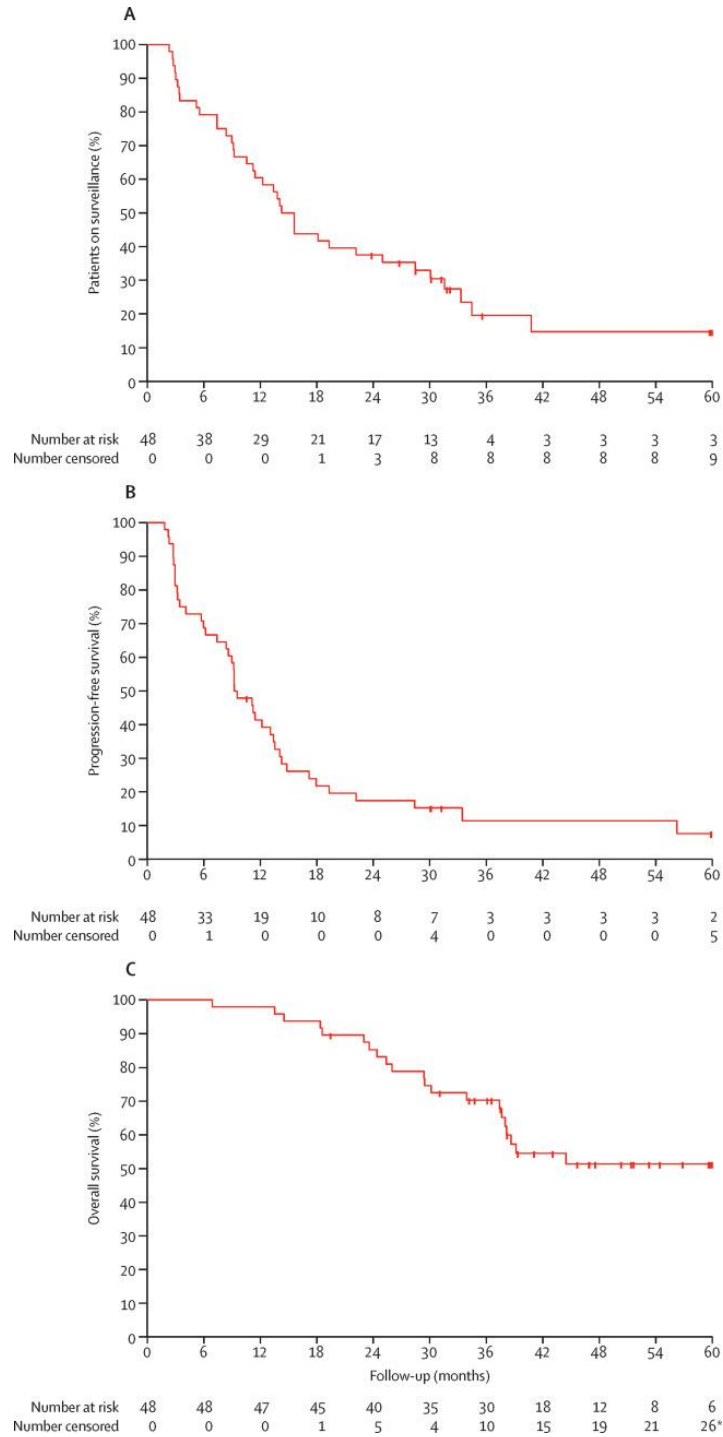 A
100
90
80
70
60
50
40
30
20
10
0
Patients on surveillance (%)
0 6 12 18 24 30 36 42 48 54 60
Number at risk 48 38 29 21 17 13 4 3 3 3 3
Number censored 0 0 0 1 3 8 8 8 8 8 9
B
100
90
80
70
60
50
40
30
20
10
0
Progression-free survival (%)
0 6 12 18 24 30 36 42 48 54 60
Number at risk 48 33 19 10 8 7 3 3 3 3 2
Number censored 0 1 0 0 0 4 0 0 0 0 5
C
100
90
80
70
60
50
40
30
20
10
0
Overall survival (%)
0 6 12 18 24 30 36 42 48 54 60
Follow-up (months)
Number at risk 48 48 47 45 40 35 30 18 12 8 6
Number censored 0 0 0 1 5 4 10 15 19 21 26*